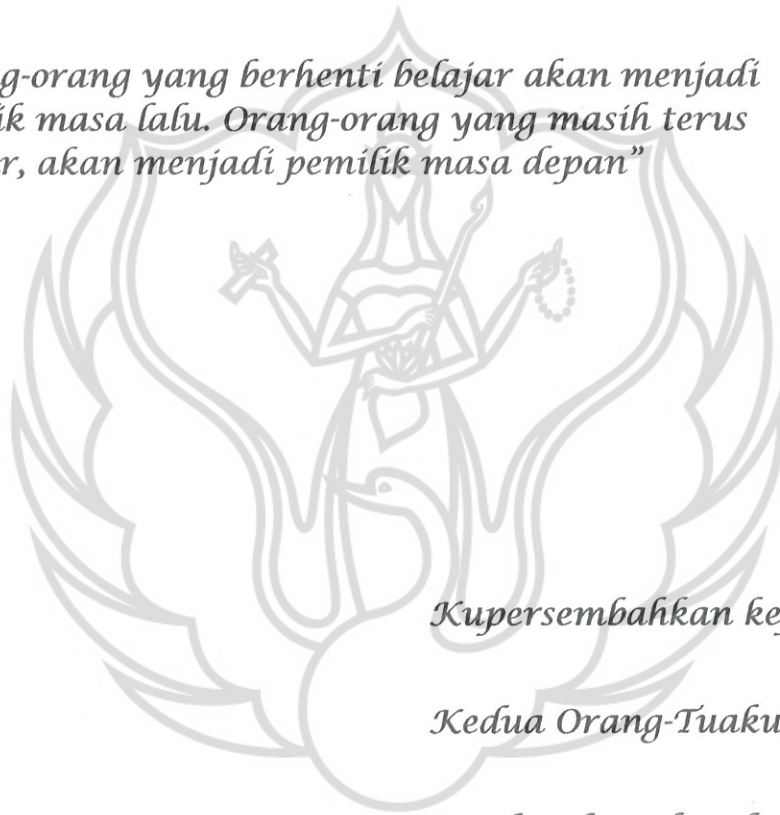 g-orang yang berhenti belajar akan menjadi
ik masa lalu. Orang-orang yang masih terus
r, akan menjadi pemilik masa depan”
Kupersembahkan ke
Kedua Orang-Tuaku